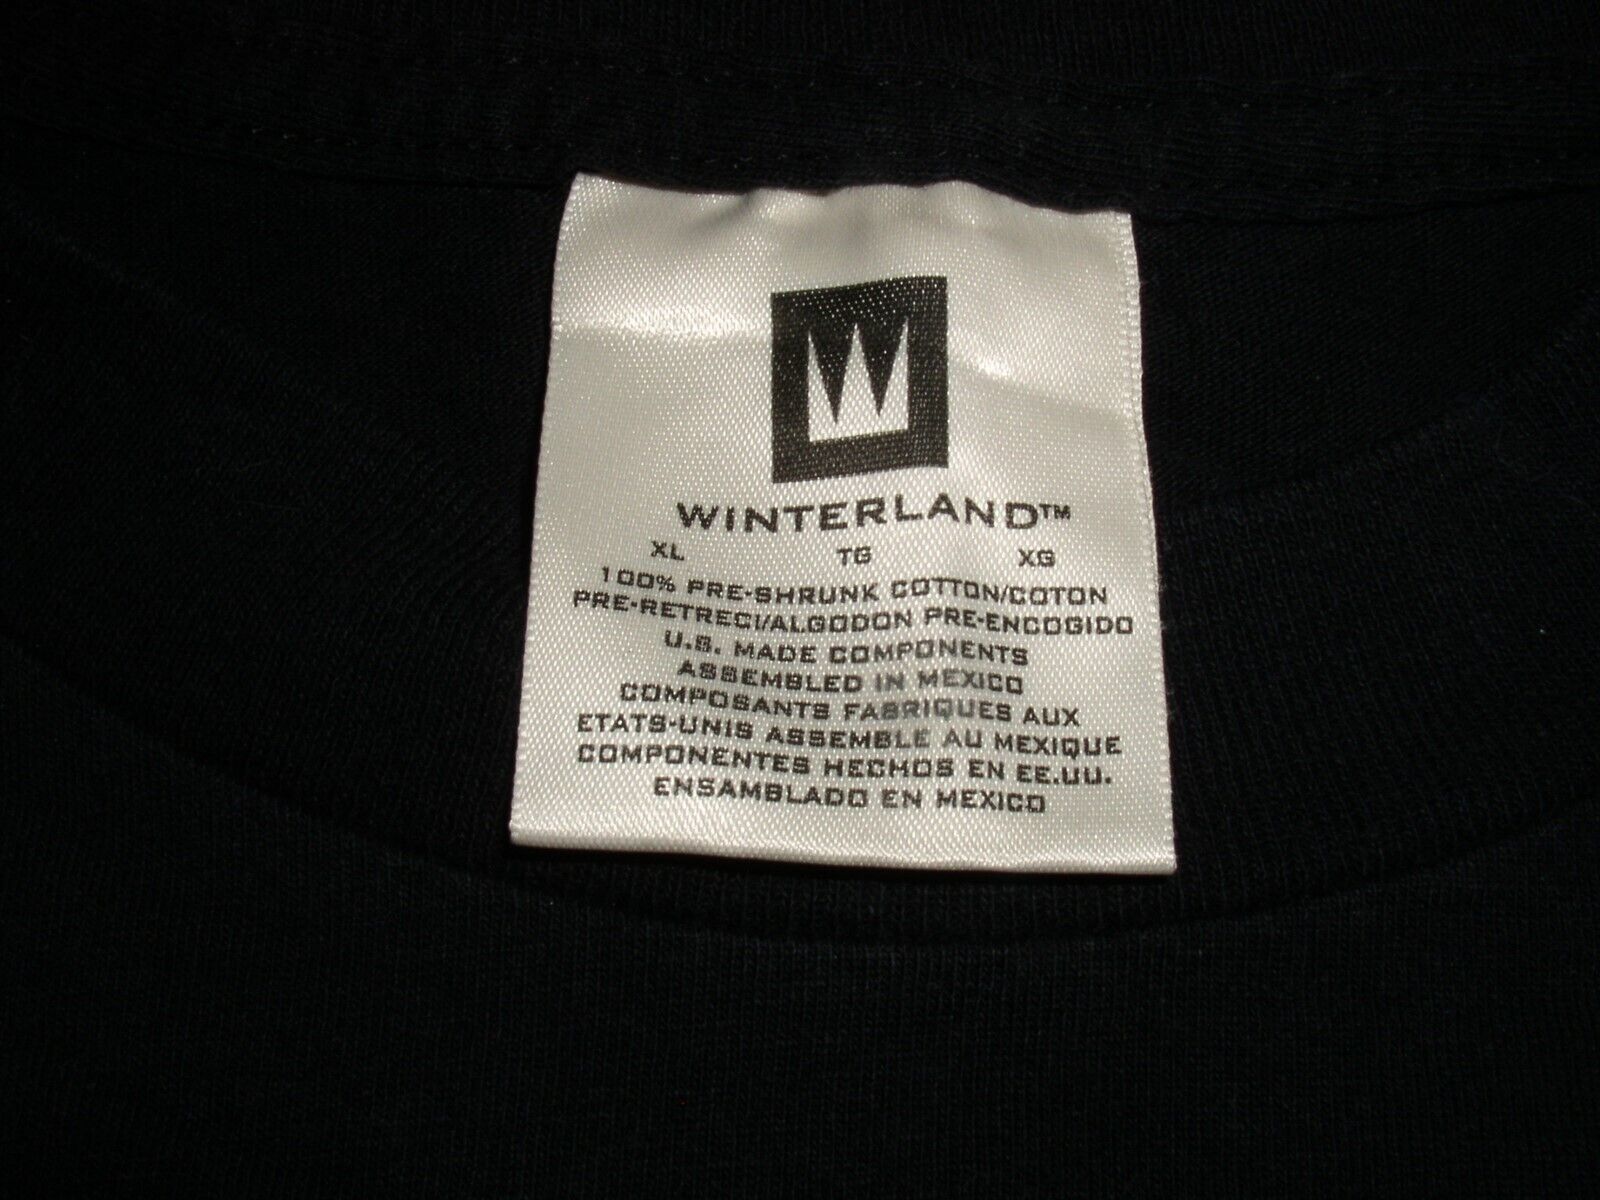 W
WINTERLAND™
XL TG XG
100% PRE-SHRUNK COTTON/COTON
PRE-RETRECI/ALGODON PRE-ENCOGIDO
U.S. MADE COMPONENTS
ASSEMBLED IN MEXICO
COMPOSANTS FABRIQUES AUX
ETATS-UNIS ASSEMBLE AU MEXIQUE
COMPONENTES HECHOS EN EE.UU.
ENSAMBLADO EN MEXICO